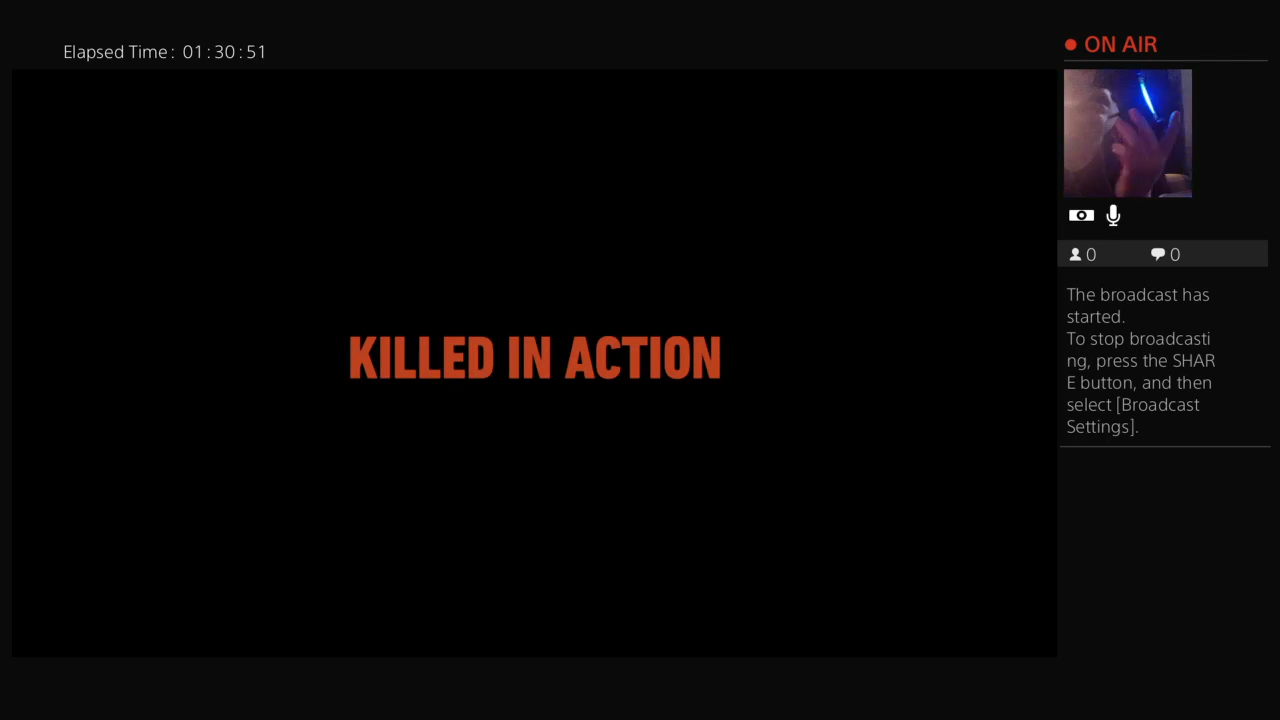 Elapsed Time: 01:30:51
ON AIR
0 0
The broadcast has
started.
To stop broadcasti
ng, press the SHAR
E button, and then
select [Broadcast
Settings].
KILLED IN ACTION